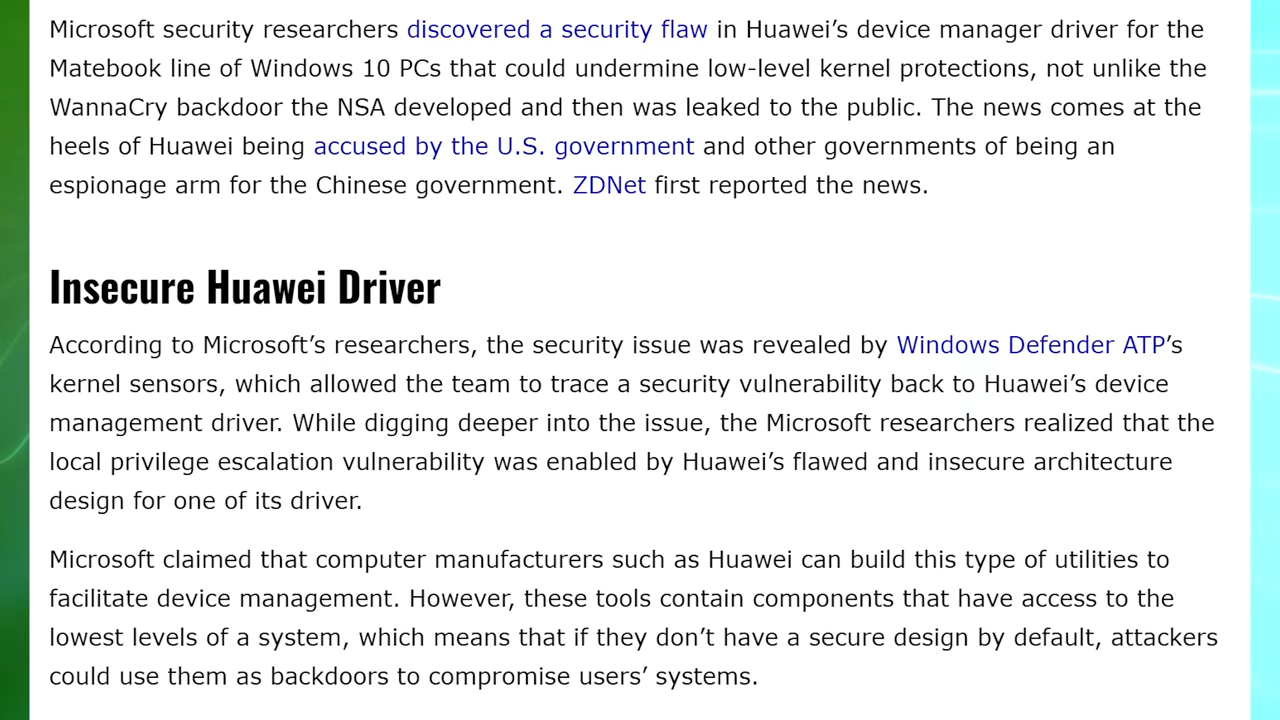 Microsoft security researchers discovered a security flaw in Huawei’s device manager driver for the
Matebook line of Windows 10 PCs that could undermine low-level kernel protections, not unlike the
WannaCry backdoor the NSA developed and then was leaked to the public. The news comes at the
heels of Huawei being accused by the U.S. government and other governments of being an
espionage arm for the Chinese government. ZDNet first reported the news.
Insecure Huawei Driver
According to Microsoft’s researchers, the security issue was revealed by Windows Defender ATP’s
kernel sensors, which allowed the team to trace a security vulnerability back to Huawei’s device
management driver. While digging deeper into the issue, the Microsoft researchers realized that the
local privilege escalation vulnerability was enabled by Huawei’s flawed and insecure architecture
design for one of its driver.
Microsoft claimed that computer manufacturers such as Huawei can build this type of utilities to
facilitate device management. However, these tools contain components that have access to the
lowest levels of a system, which means that if they don’t have a secure design by default, attackers
could use them as backdoors to compromise users’ systems.